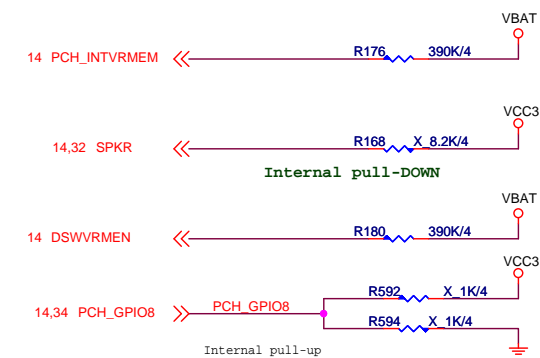 VBAT
14 PCH_INTVRMEM
R176
390K/4
VCC3
14,32 SPKR
R168
X_8.2K/4
Internal pull-DOWN
VBAT
14 DSWVRMEN
R180
390K/4
VCC3
R592
X_1K/4
14,34 PCH_GPIO8
PCH_GPIO8
R594
X_1K/4
Internal pull-up